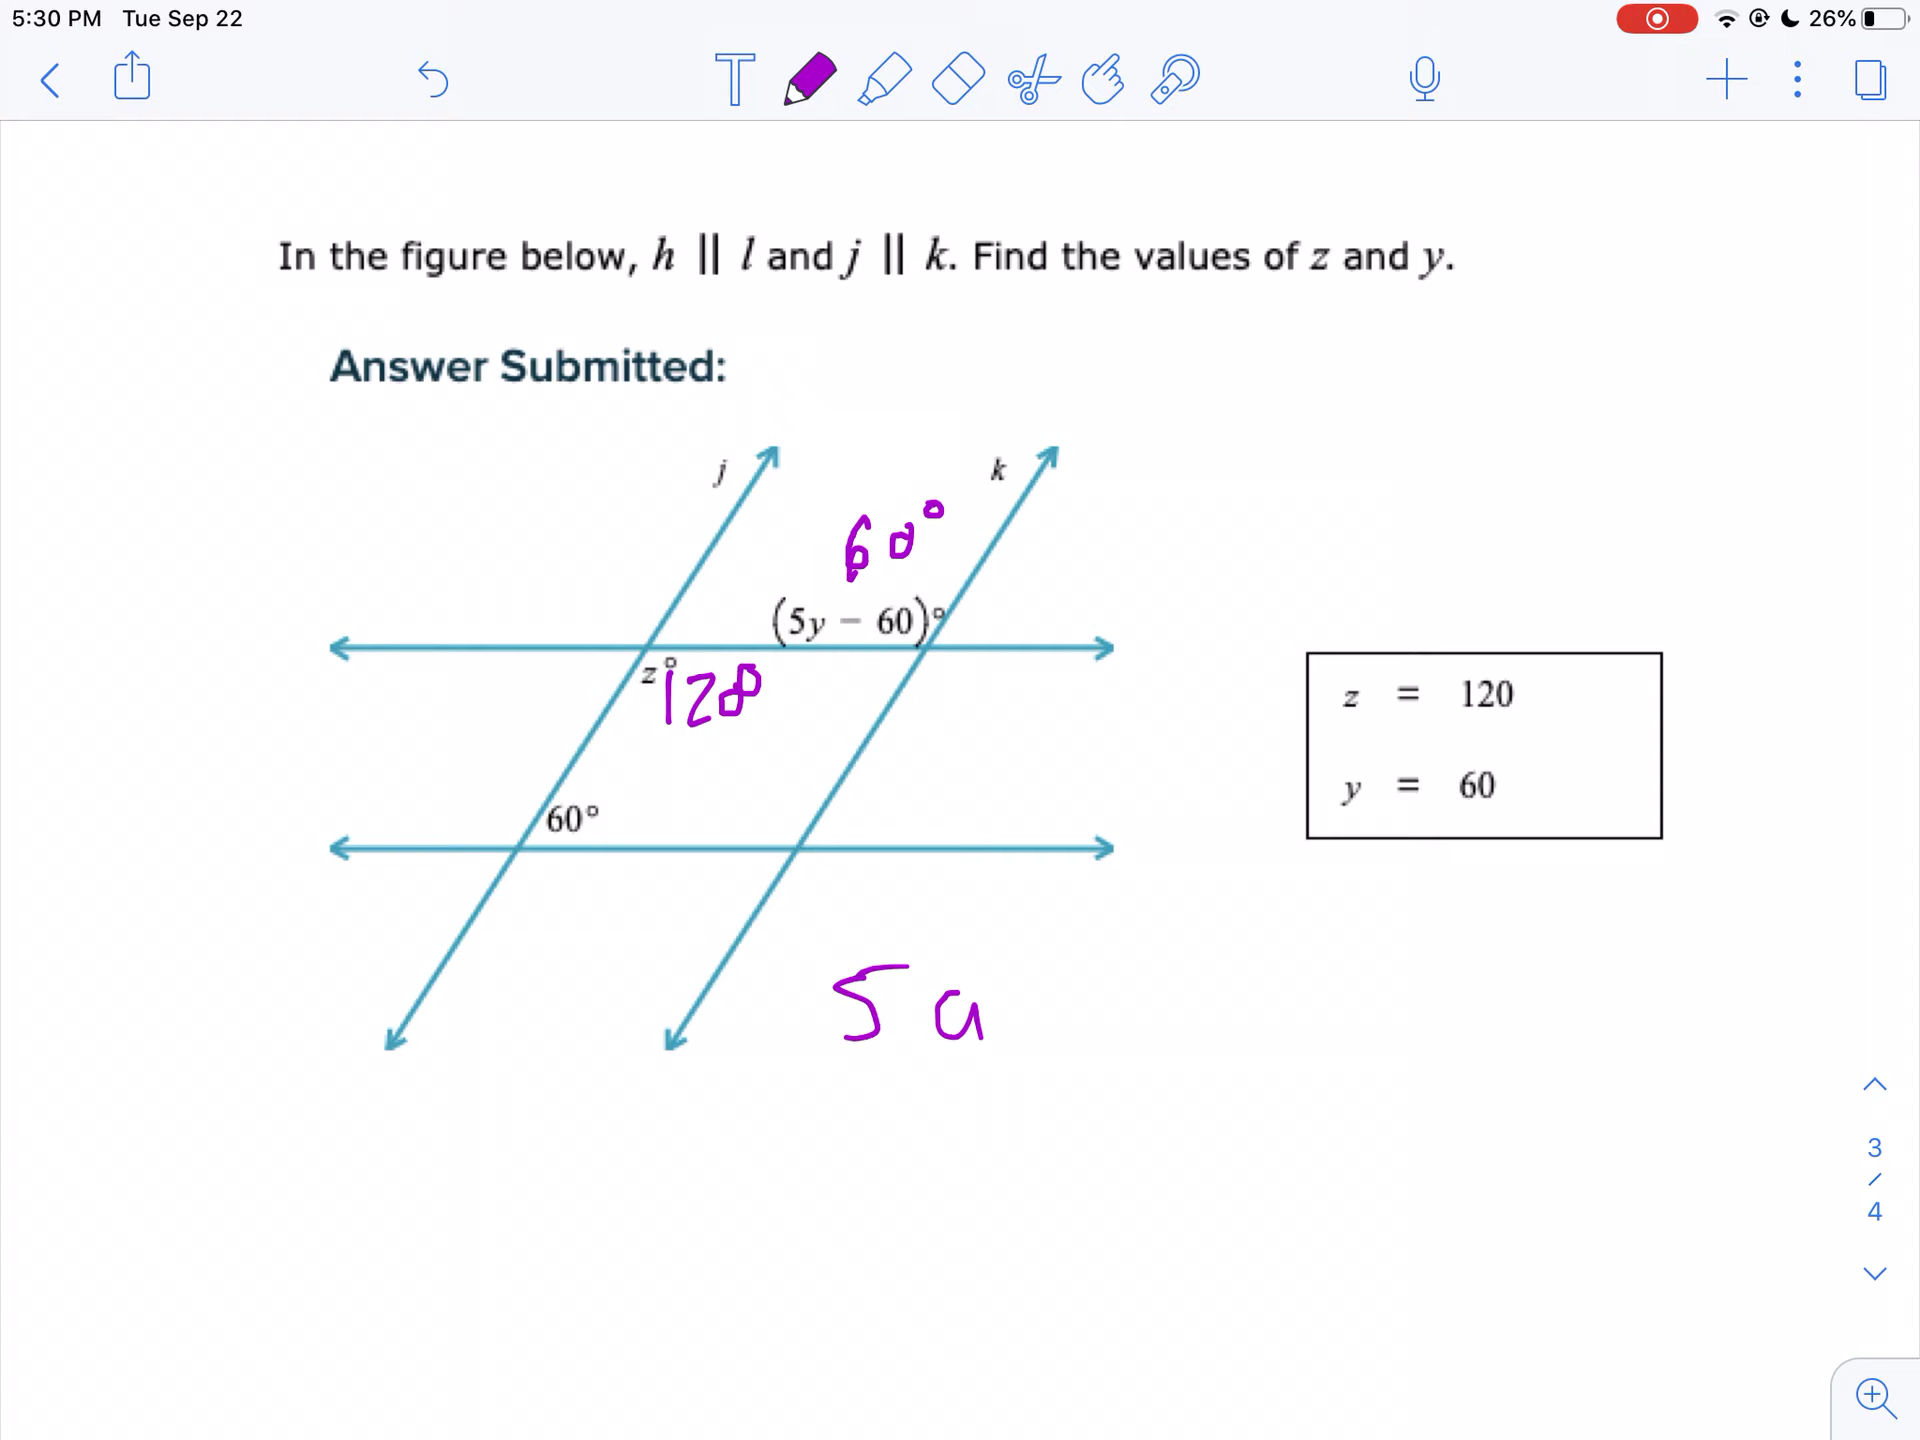 5:30 PM Tue Sep 22
26%
T
In the figure below, h || l and j || k. Find the values of z and y.
Answer Submitted:
j
k
60°
(5y − 60)°
z°
120°
60°
z = 120
y = 60
5 a
3
/
4